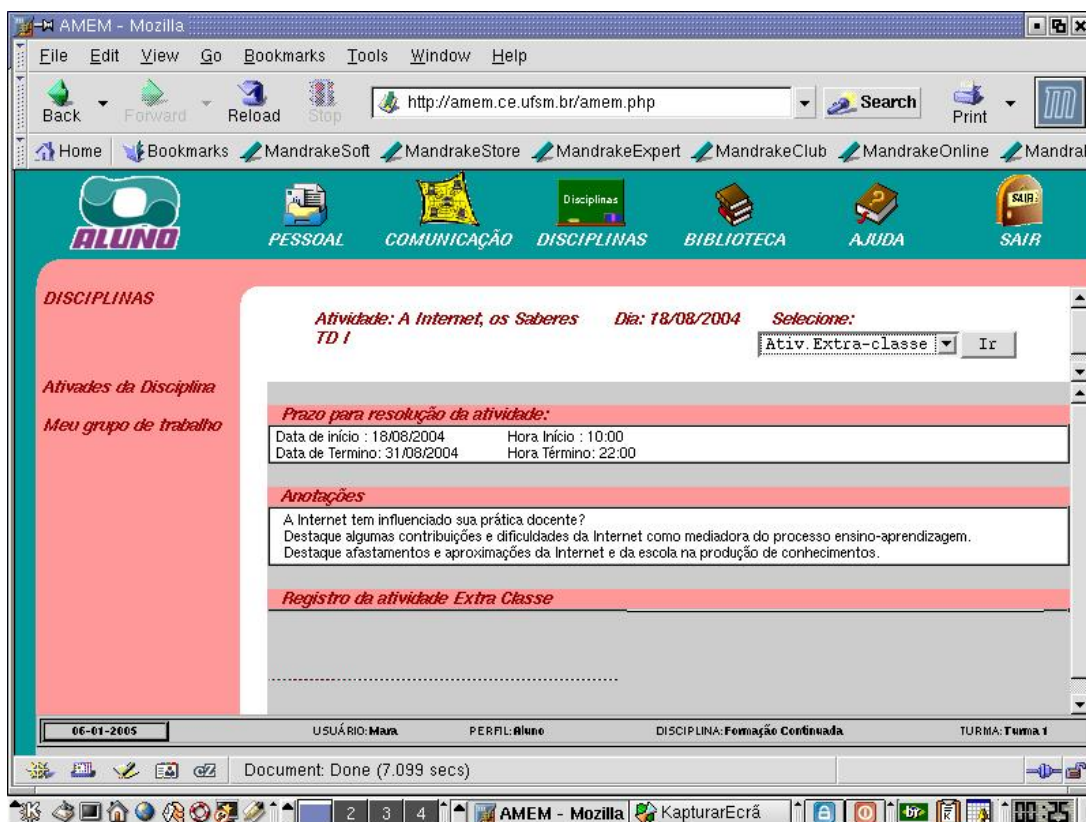 AMEM - Mozilla
File Edit View Go Bookmarks Tools Window Help
Back Forward Reload Stop http://amem.ce.ufsm.br/amem.php Search Print
Home Bookmarks MandrakeSoft MandrakeStore MandrakeExpert MandrakeClub MandrakeOnline Mandral
Disciplinas SAIR
ALUNO PESSOAL COMUNICAÇÃO DISCIPLINAS BIBLIOTECA AJUDA SAIR
DISCIPLINAS
Ativades da Disciplina
Meu grupo de trabalho
Atividade: A Internet, os Saberes Dia: 18/08/2004 Selecione:
TD I
Ativ.Extra-classe Ir
Prazo para resolução da atividade:
Data de início : 18/08/2004 Hora Início : 10:00
Data de Termino: 31/08/2004 Hora Término: 22:00
Anotações
A Internet tem influenciado sua prática docente?
Destaque algumas contribuições e dificuldades da Internet como mediadora do processo ensino-aprendizagem.
Destaque afastamentos e aproximações da Internet e da escola na produção de conhecimentos.
Registro da atividade Extra Classe
06-01-2005 USUÁRIO: Mara PERFIL: Aluno DISCIPLINA: Formação Continuada TURMA: Turma 1
Document: Done (7.099 secs)
2 3 4 AMEM - Mozilla KapturarEcrã br 00:25